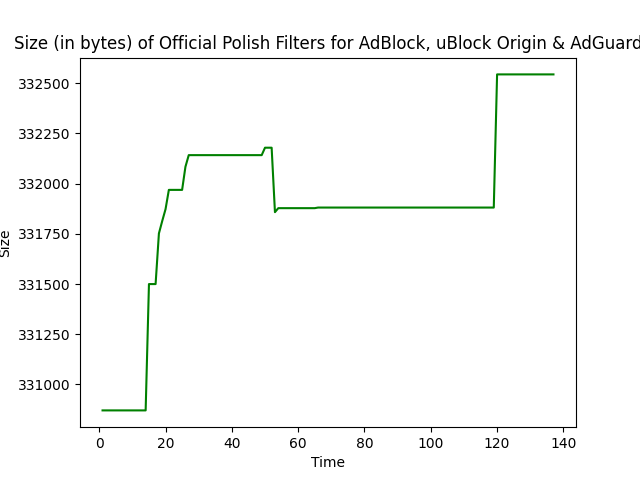 Size (in bytes) of Official Polish Filters for AdBlock, uBlock Origin & AdGuard
332500
332250
332000
331750
331500
331250
331000
Size
0 20 40 60 80 100 120 140
Time